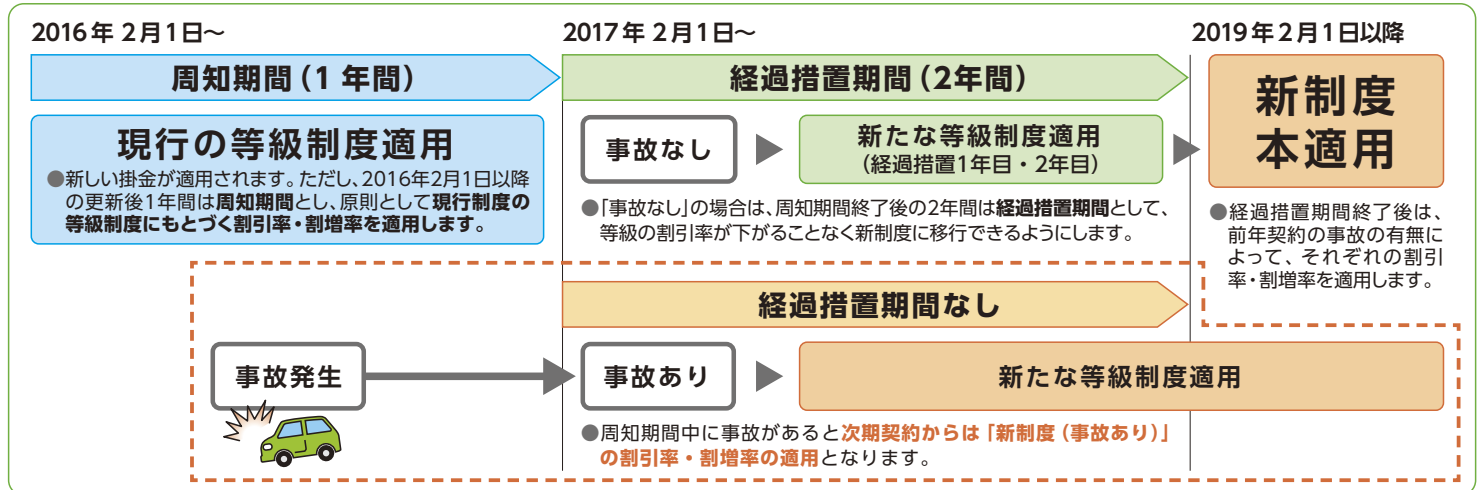 2016年 2月1日〜
2017年 2月1日〜
2019年2月1日以降
周知期間(1 年間)
経過措置期間(2年間)
新制度
本適用
現行の等級制度適用
●新しい掛金が適用されます。ただし、2016年2月1日以降
の更新後1年間は周知期間とし、原則として現行制度の
等級制度にもとづく割引率・割増率を適用します。
事故なし
新たな等級制度適用
(経過措置1年目・2年目)
●「事故なし」の場合は、周知期間終了後の2年間は経過措置期間として、
等級の割引率が下がることなく新制度に移行できるようにします。
●経過措置期間終了後は、
前年契約の事故の有無に
よって、それぞれの割引
率・割増率を適用します。
経過措置期間なし
事故発生
事故あり
新たな等級制度適用
●周知期間中に事故があると次期契約からは「新制度(事故あり)」
の割引率・割増率の適用となります。